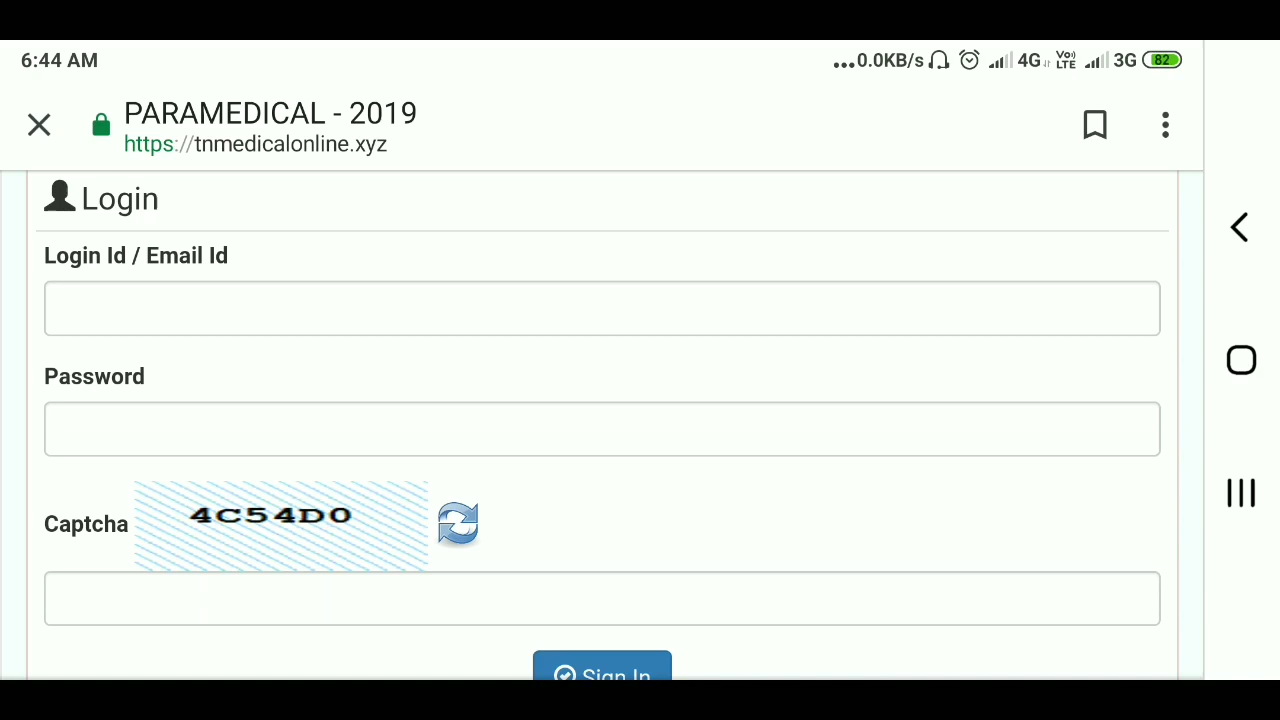 6:44 AM ...0.0KB/s 4G VoLTE 3G 82
PARAMEDICAL - 2019
https://tnmedicalonline.xyz
Login
Login Id / Email Id
Password
Captcha 4C54D0
Sign In